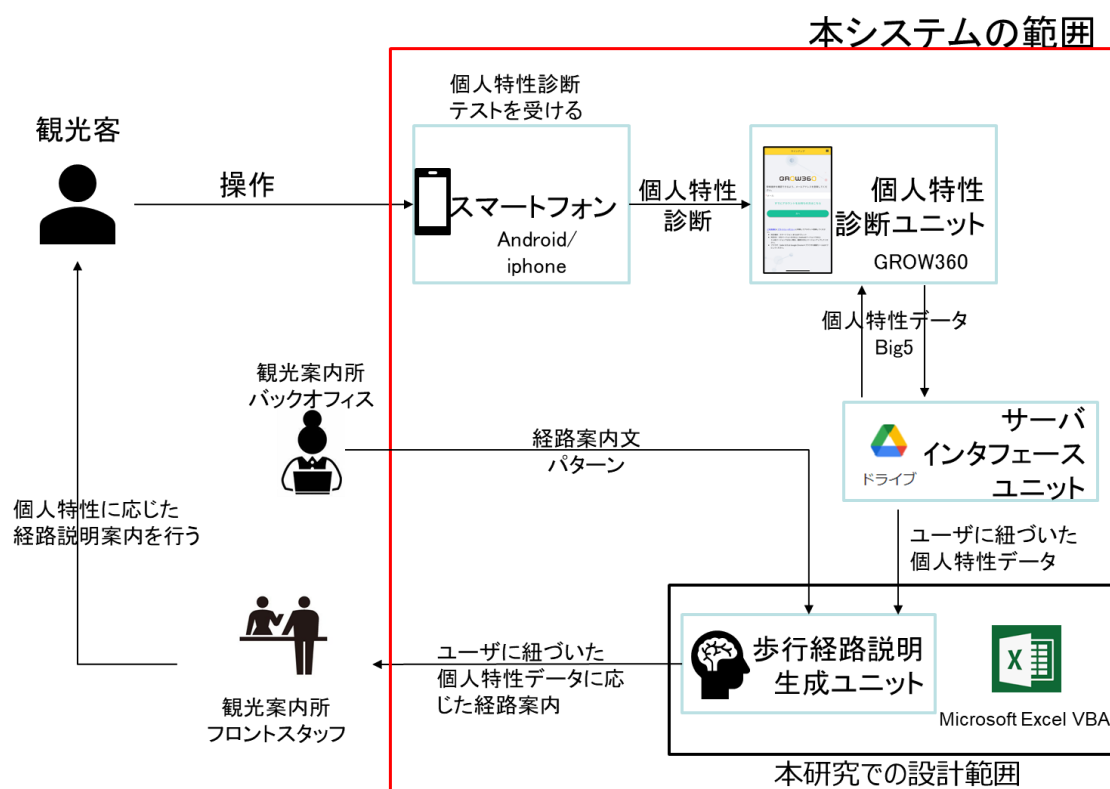 本システムの範囲
個人特性診断
テストを受ける
観光客
操作
スマートフォン
Android/
iphone
個人特性
診断
GROW360
個人特性
診断ユニット
GROW360
個人特性データ
Big5
観光案内所
バックオフィス
経路案内文
パターン
サーバ
インタフェース
ユニット
ドライブ
個人特性に応じた
経路説明案内を行う
ユーザに紐づいた
個人特性データ
歩行経路説明
生成ユニット
X
Microsoft Excel VBA
ユーザに紐づいた
個人特性データに応
じた経路案内
観光案内所
フロントスタッフ
本研究での設計範囲